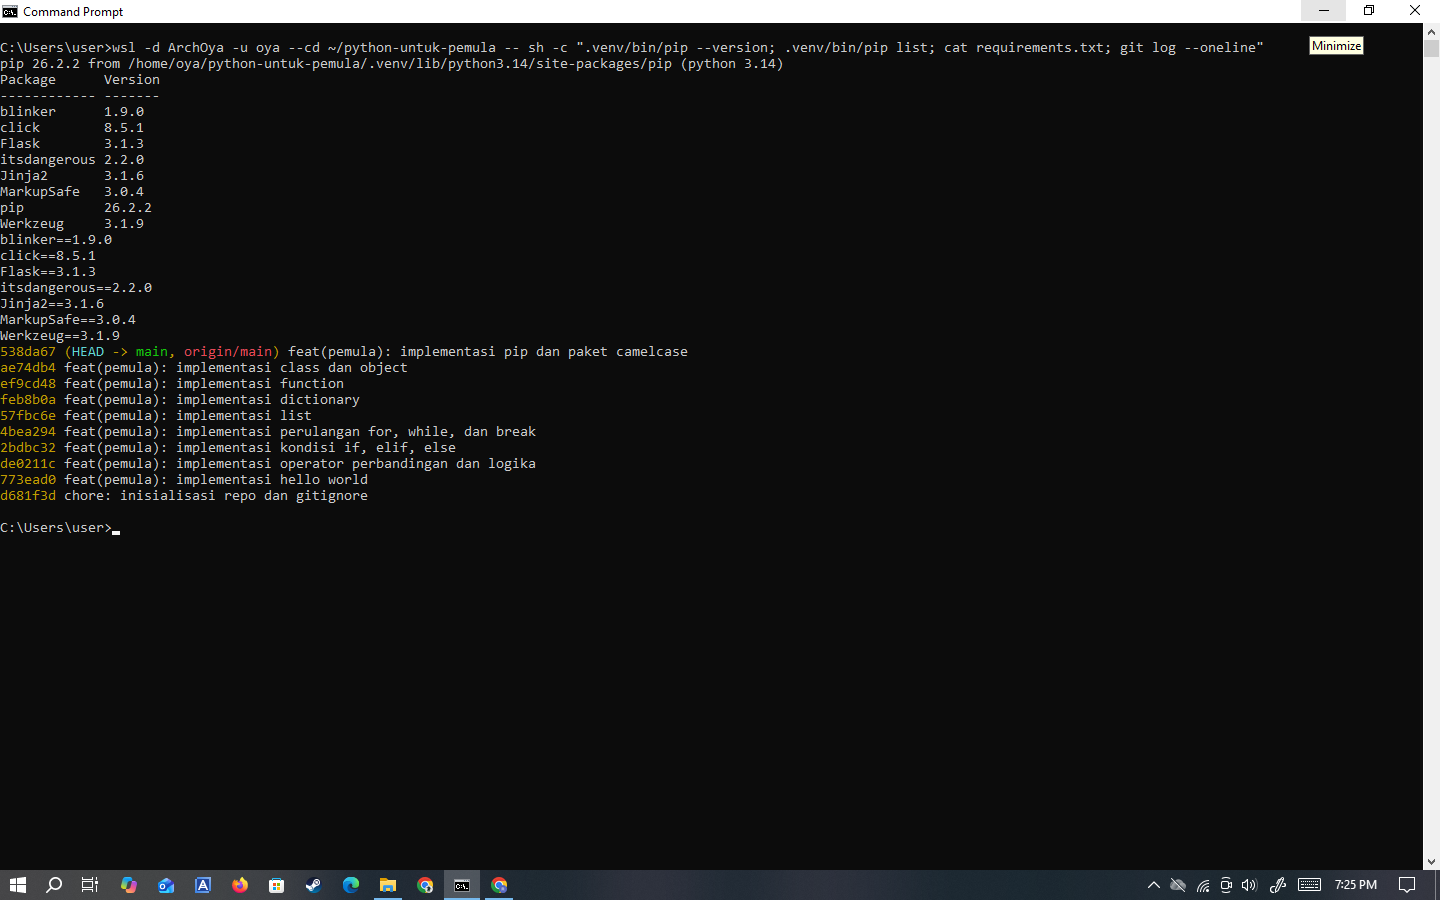 Command Prompt
C:\Users\user>wsl -d ArchOya -u oya --cd ~/python-untuk-pemula -- sh -c ".venv/bin/pip --version; .venv/bin/pip list; cat requirements.txt; git log --oneline"
Minimize
pip 26.2.2 from /home/oya/python-untuk-pemula/.venv/lib/python3.14/site-packages/pip (python 3.14)
Package      Version
------------ -------
blinker      1.9.0
click        8.5.1
Flask        3.1.3
itsdangerous 2.2.0
Jinja2       3.1.6
MarkupSafe   3.0.4
pip          26.2.2
Werkzeug     3.1.9
blinker==1.9.0
click==8.5.1
Flask==3.1.3
itsdangerous==2.2.0
Jinja2==3.1.6
MarkupSafe==3.0.4
Werkzeug==3.1.9
538da67 (HEAD -> main, origin/main) feat(pemula): implementasi pip dan paket camelcase
ae74db4 feat(pemula): implementasi class dan object
ef9cd48 feat(pemula): implementasi function
feb8b0a feat(pemula): implementasi dictionary
57fbc6e feat(pemula): implementasi list
4bea294 feat(pemula): implementasi perulangan for, while, dan break
2bdbc32 feat(pemula): implementasi kondisi if, elif, else
de0211c feat(pemula): implementasi operator perbandingan dan logika
773ead0 feat(pemula): implementasi hello world
d681f3d chore: inisialisasi repo dan gitignore
C:\Users\user>
7:25 PM